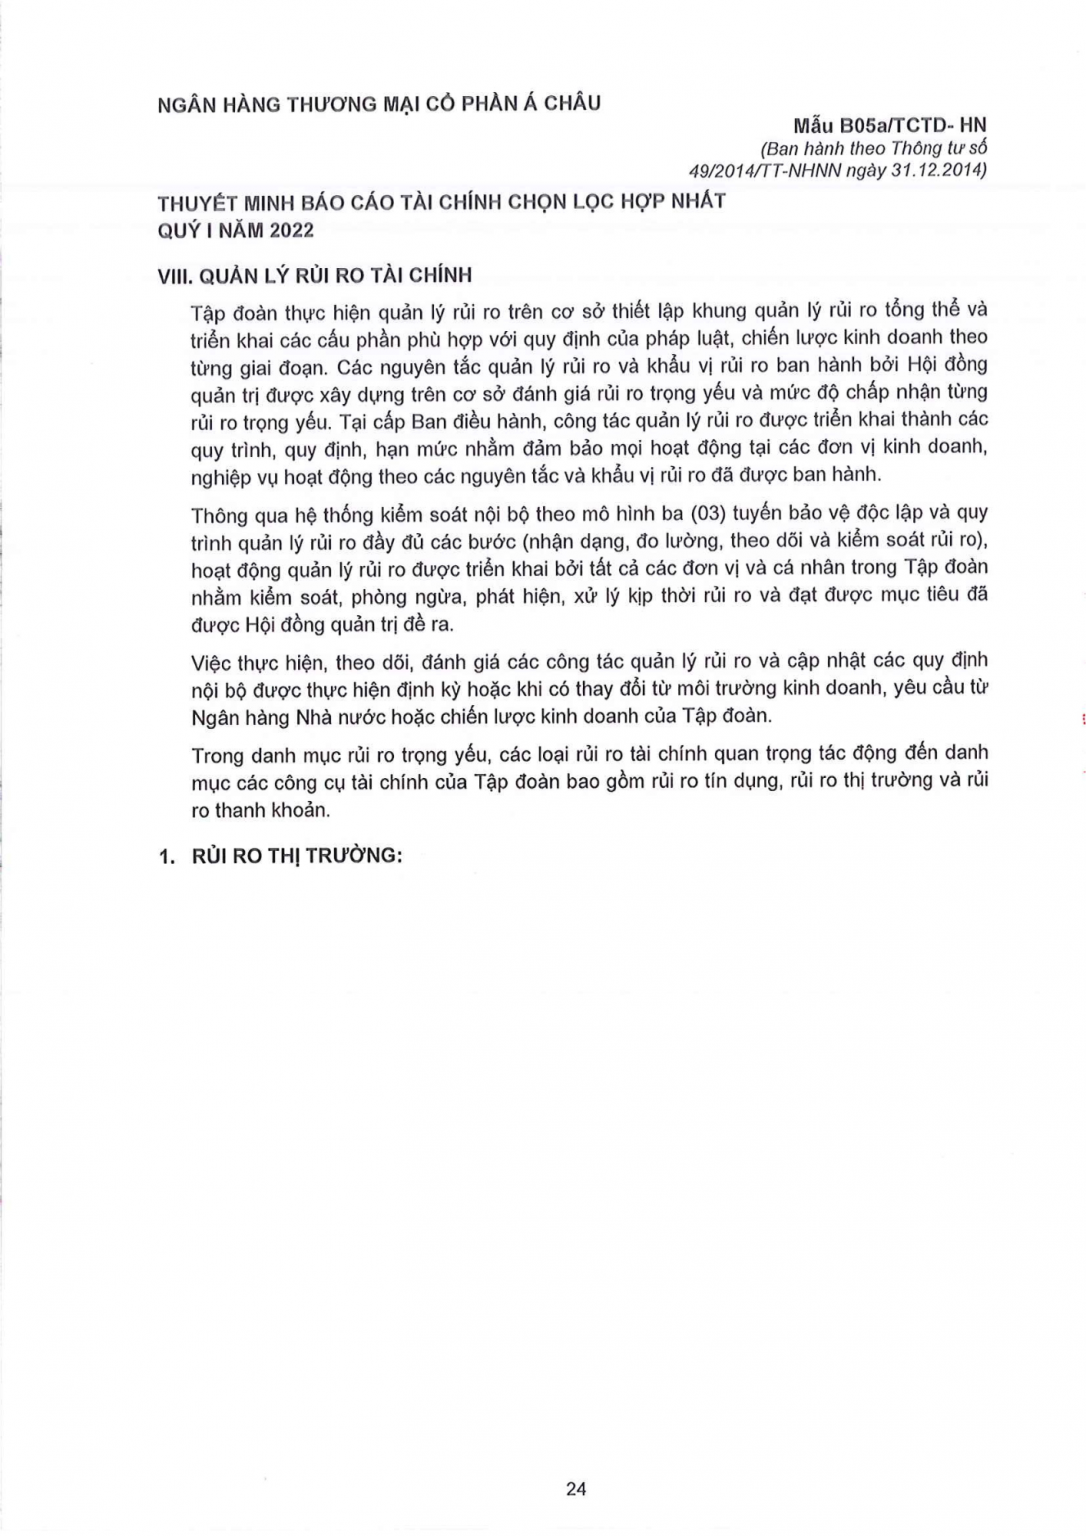 NGÂN HÀNG THƯƠNG MẠI CỔ PHẦN Á CHÂU
Mẫu B05a/TCTD- HN
(Ban hành theo Thông tư số
49/2014/TT-NHNN ngày 31.12.2014)
THUYẾT MINH BÁO CÁO TÀI CHÍNH CHỌN LỌC HỢP NHẤT
QUÝ I NĂM 2022
VIII. QUẢN LÝ RỦI RO TÀI CHÍNH
Tập đoàn thực hiện quản lý rủi ro trên cơ sở thiết lập khung quản lý rủi ro tổng thể và
triển khai các cấu phần phù hợp với quy định của pháp luật, chiến lược kinh doanh theo
từng giai đoạn. Các nguyên tắc quản lý rủi ro và khẩu vị rủi ro ban hành bởi Hội đồng
quản trị được xây dựng trên cơ sở đánh giá rủi ro trọng yếu và mức độ chấp nhận từng
rủi ro trọng yếu. Tại cấp Ban điều hành, công tác quản lý rủi ro được triển khai thành các
quy trình, quy định, hạn mức nhằm đảm bảo mọi hoạt động tại các đơn vị kinh doanh,
nghiệp vụ hoạt động theo các nguyên tắc và khẩu vị rủi ro đã được ban hành.
Thông qua hệ thống kiểm soát nội bộ theo mô hình ba (03) tuyến bảo vệ độc lập và quy
trình quản lý rủi ro đầy đủ các bước (nhận dạng, đo lường, theo dõi và kiểm soát rủi ro),
hoạt động quản lý rủi ro được triển khai bởi tất cả các đơn vị và cá nhân trong Tập đoàn
nhằm kiểm soát, phòng ngừa, phát hiện, xử lý kịp thời rủi ro và đạt được mục tiêu đã
được Hội đồng quản trị đề ra.
Việc thực hiện, theo dõi, đánh giá các công tác quản lý rủi ro và cập nhật các quy định
nội bộ được thực hiện định kỳ hoặc khi có thay đổi từ môi trường kinh doanh, yêu cầu từ
Ngân hàng Nhà nước hoặc chiến lược kinh doanh của Tập đoàn.
Trong danh mục rủi ro trọng yếu, các loại rủi ro tài chính quan trọng tác động đến danh
mục các công cụ tài chính của Tập đoàn bao gồm rủi ro tín dụng, rủi ro thị trường và rủi
ro thanh khoản.
1. RỦI RO THỊ TRƯỜNG:
24